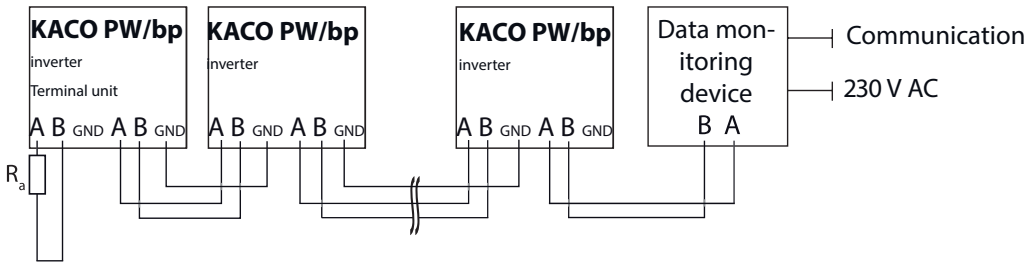 KACO PW/bp
inverter
Terminal unit
A B GND A B GND
KACO PW/bp
inverter
A B GND A B GND
KACO PW/bp
inverter
A B GND A B
Data mon-
itoring
device
B A
Communication
230 V AC
Ra